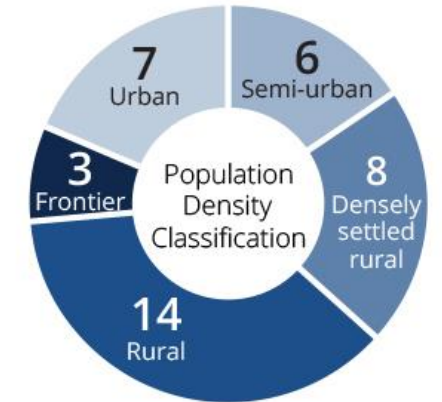 7
Urban
6
Semi-urban
3
Frontier
Population
Density
Classification
8
Densely
settled
rural
14
Rural